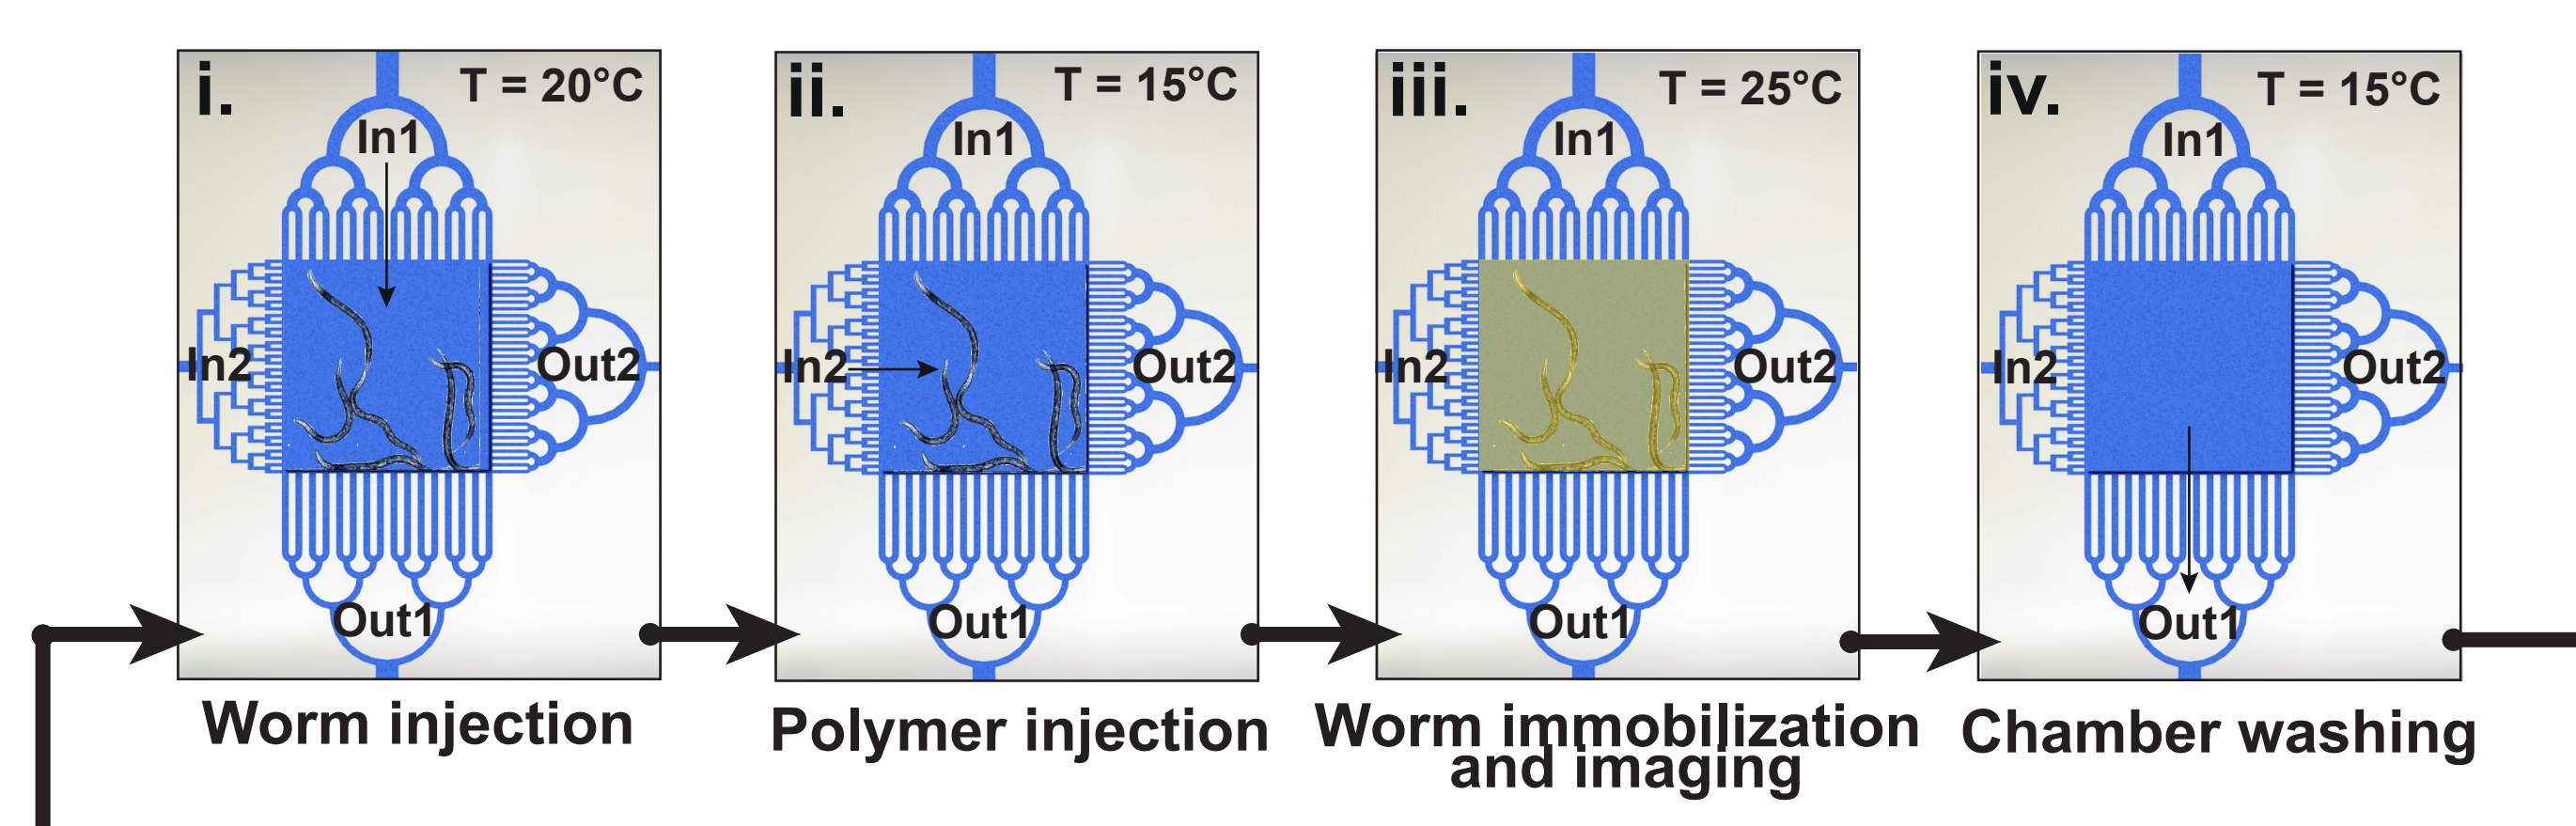 i.
T = 20°C
In1
In2
Out2
Out1
Worm injection
ii.
T = 15°C
In1
In2
Out2
Out1
Polymer injection
iii.
T = 25°C
In1
In2
Out2
Out1
Worm immobilization
and imaging
iv.
T = 15°C
In1
In2
Out2
Out1
Chamber washing